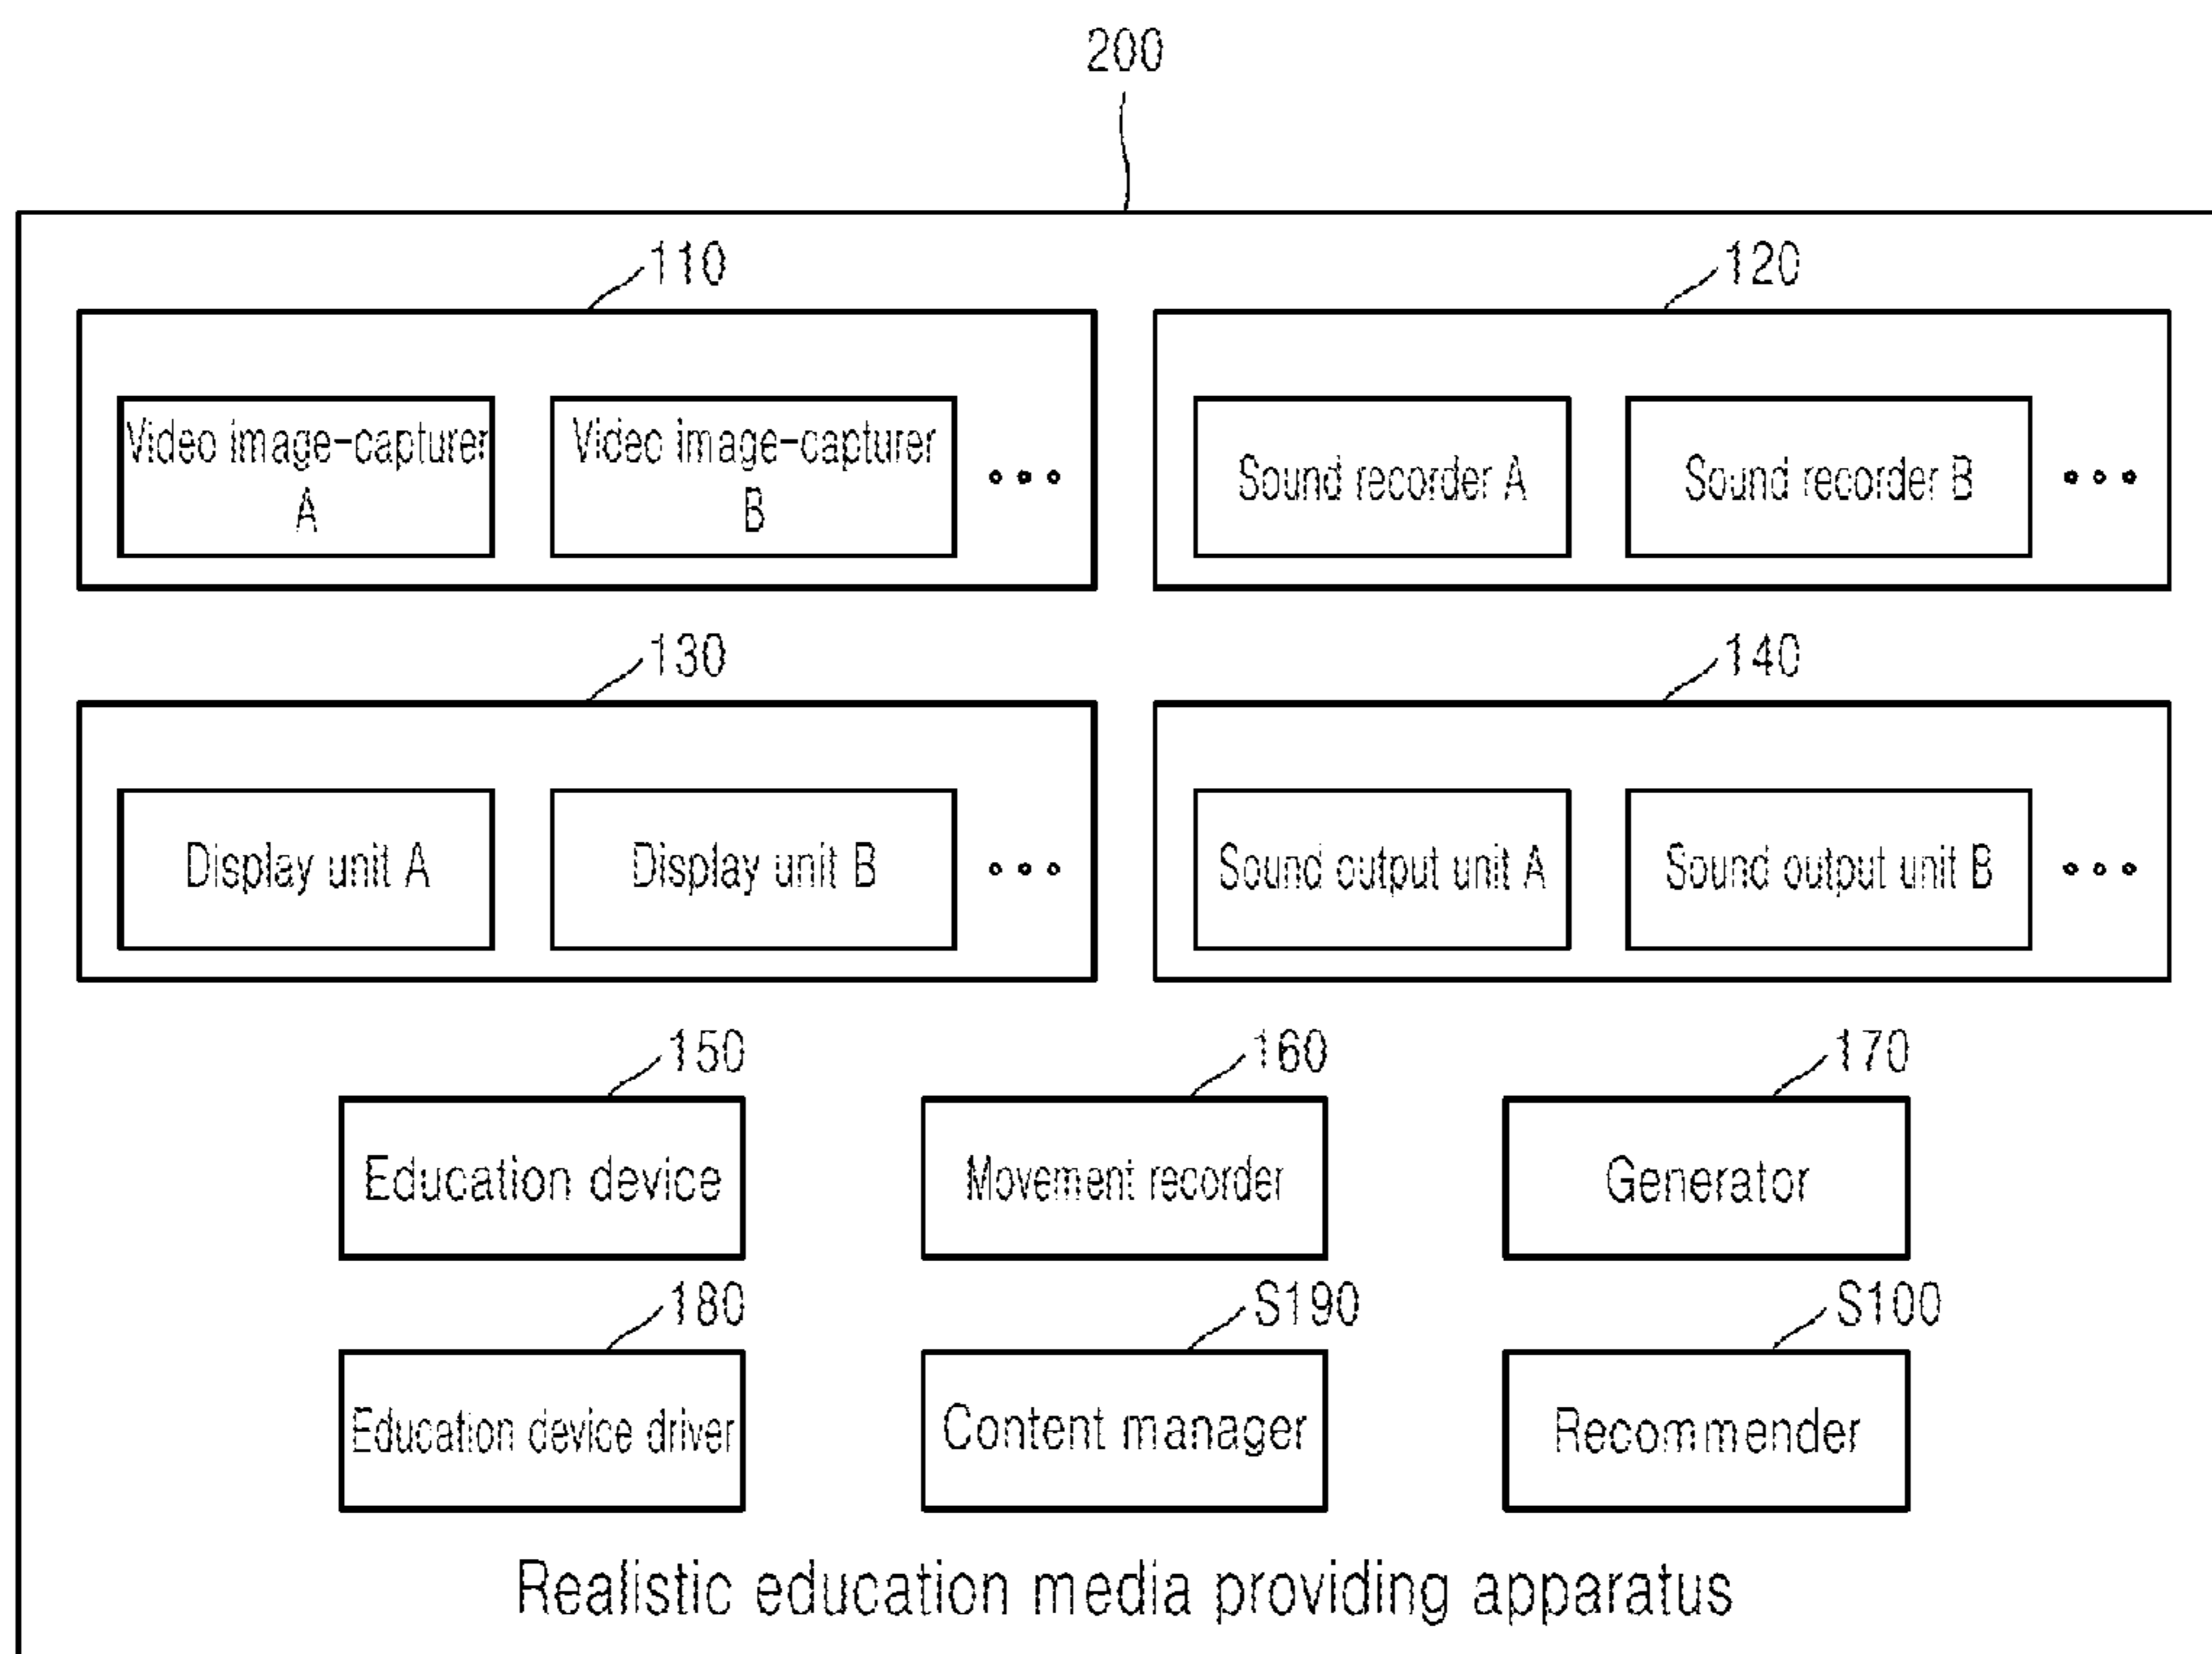 200
110
120
Video image-capturer
A
Video image-capturer
B
Sound recorder A
Sound recorder B
130
140
Display unit A
Display unit B
Sound output unit A
Sound output unit B
150
160
170
Education device
Movement recorder
Generator
180
S190
S100
Education device driver
Content manager
Recommender
Realistic education media providing apparatus